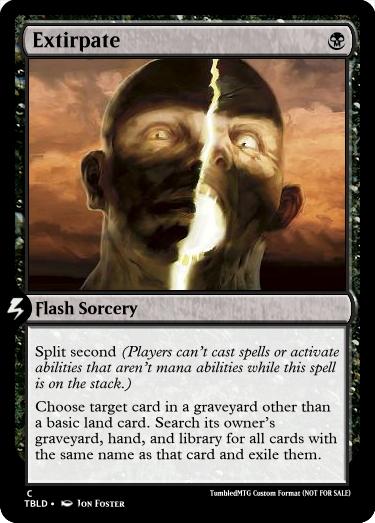 Extirpate
Flash Sorcery
Split second (Players can't cast spells or activate
abilities that aren't mana abilities while this spell
is on the stack.)
Choose target card in a graveyard other than
a basic land card. Search its owner's
graveyard, hand, and library for all cards with
the same name as that card and exile them.
C
TBLD • Jon Foster
TumbledMTG Custom Format (NOT FOR SALE)